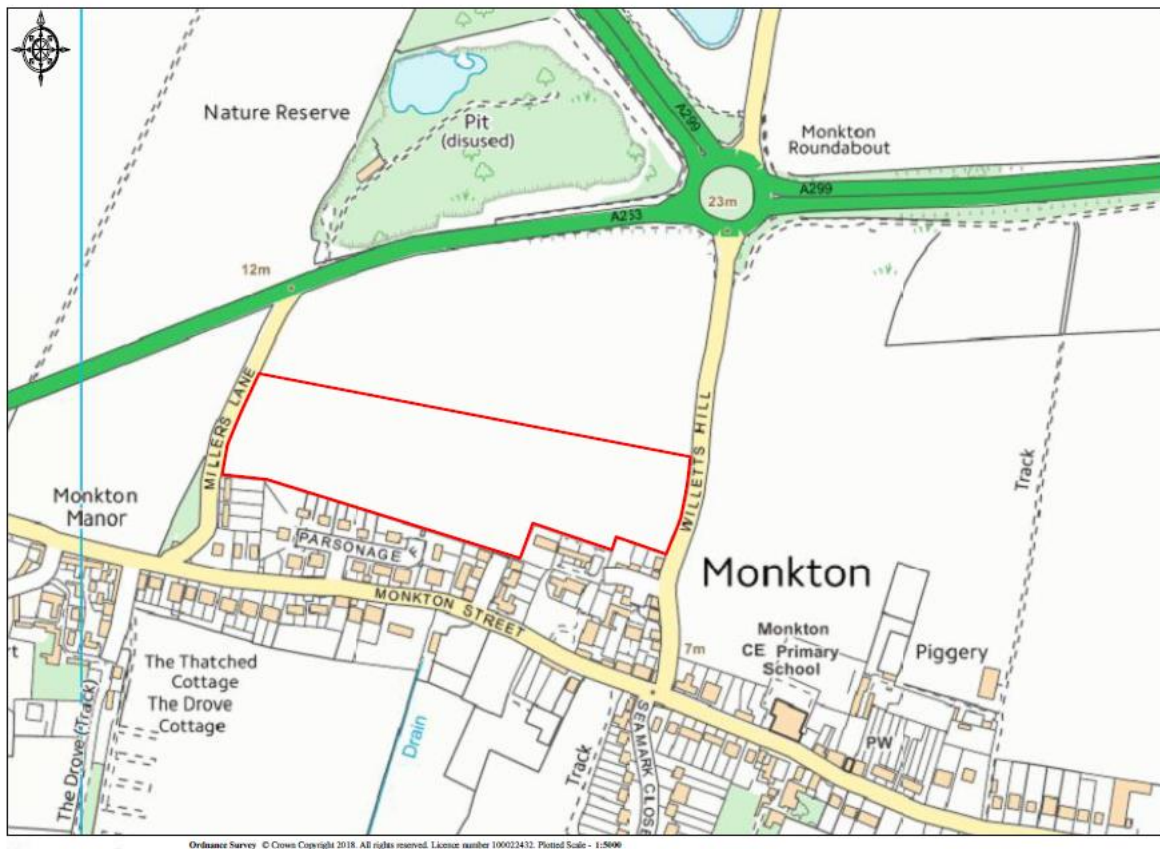 A299
Nature Reserve
Pit
(disused)
Monkton
Roundabout
A299
23m
A253
12m
MILLERS LANE
WILLETTS HILL
Track
Monkton
Manor
PARSONAGE
MONKTON STREET
Monkton
7m
Monkton
CE Primary
School
Piggery
The Thatched
Cottage
The Drove
Cottage
The Drove (Track)
Drain
Track
SEAMARK CLOSE
PW
Ordnance Survey © Crown Copyright 2018. All rights reserved. Licence number 100022432. Plotted Scale - 1:5000